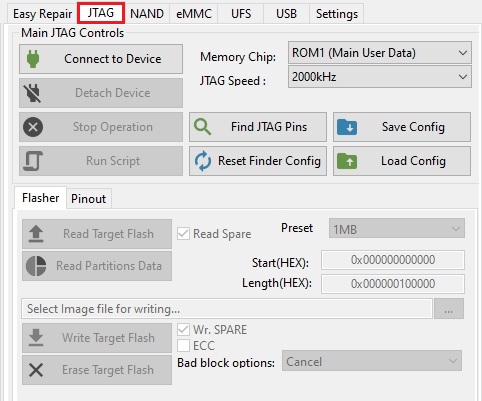 Easy Repair JTAG NAND eMMC UFS USB Settings
Main JTAG Controls
Connect to Device Memory Chip: ROM1 (Main User Data)
JTAG Speed : 2000kHz
Detach Device
Stop Operation Find JTAG Pins Save Config
Run Script Reset Finder Config Load Config
Flasher Pinout
Read Target Flash Read Spare Preset 1MB
Read Partitions Data Start(HEX): 0x000000000000
Length(HEX): 0x000000100000
Select Image file for writing... ...
Write Target Flash Wr. SPARE
ECC
Erase Target Flash Bad block options: Cancel